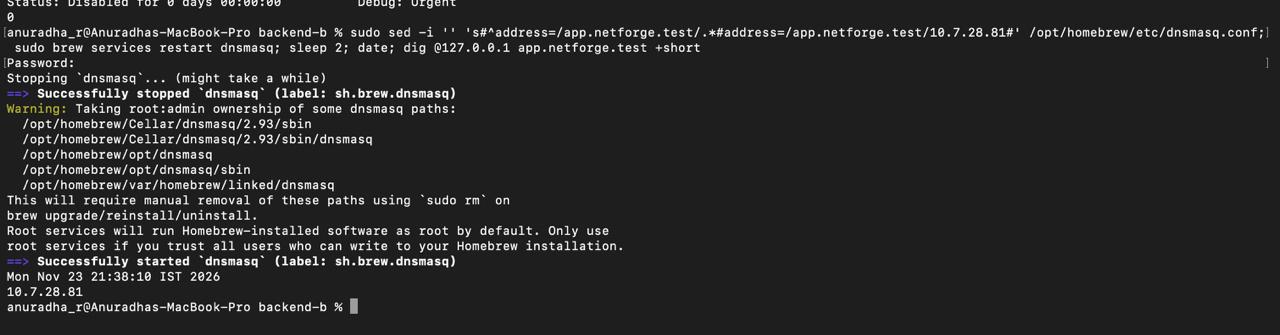 Status: Disabled for 0 days 00:00:00          Debug: Urgent
0
[anuradha_r@Anuradhas-MacBook-Pro backend-b % sudo sed -i '' 's#^address=/app.netforge.test/.*#address=/app.netforge.test/10.7.28.81#' /opt/homebrew/etc/dnsmasq.conf;]
 sudo brew services restart dnsmasq; sleep 2; date; dig @127.0.0.1 app.netforge.test +short
[Password: ]
Stopping `dnsmasq`... (might take a while)
==> Successfully stopped `dnsmasq` (label: sh.brew.dnsmasq)
Warning: Taking root:admin ownership of some dnsmasq paths:
  /opt/homebrew/Cellar/dnsmasq/2.93/sbin
  /opt/homebrew/Cellar/dnsmasq/2.93/sbin/dnsmasq
  /opt/homebrew/opt/dnsmasq
  /opt/homebrew/opt/dnsmasq/sbin
  /opt/homebrew/var/homebrew/linked/dnsmasq
This will require manual removal of these paths using `sudo rm` on
brew upgrade/reinstall/uninstall.
Root services will run Homebrew-installed software as root by default. Only use
root services if you trust all users who can write to your Homebrew installation.
==> Successfully started `dnsmasq` (label: sh.brew.dnsmasq)
Mon Nov 23 21:38:10 IST 2026
10.7.28.81
anuradha_r@Anuradhas-MacBook-Pro backend-b %